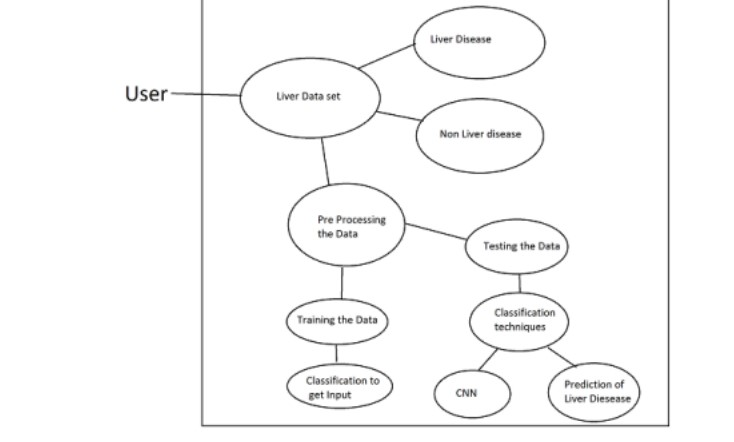 Liver Disease
User
Liver Data set
Non Liver disease
Pre Processing
the Data
Testing the Data
Training the Data
Classification
techniques
Classification to
get Input
CNN
Prediction of
Liver Diesease